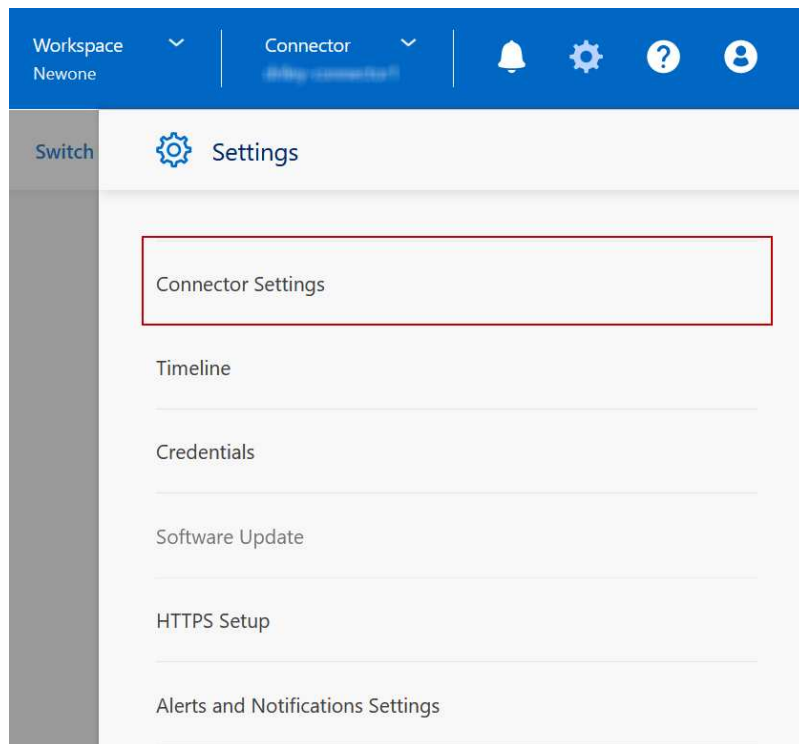 Workspace
Newone
Connector
Switch
Settings
Connector Settings
Timeline
Credentials
Software Update
HTTPS Setup
Alerts and Notifications Settings